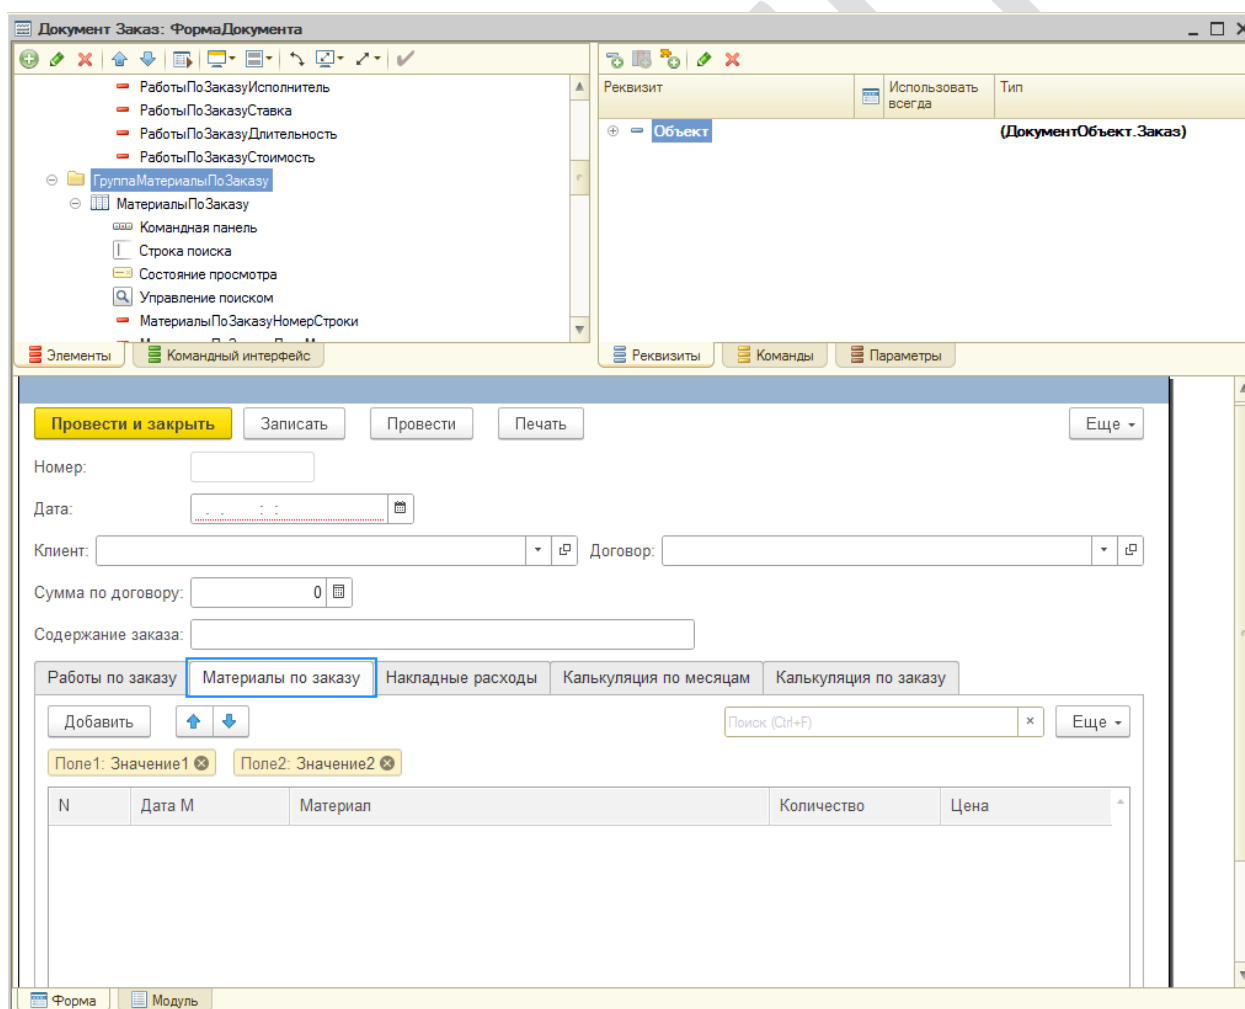 Документ Заказ: ФормаДокумента
РаботыПоЗаказуИсполнитель
РаботыПоЗаказуСтавка
РаботыПоЗаказуДлительность
РаботыПоЗаказуСтоимость
ГруппаМатериалыПоЗаказу
МатериалыПоЗаказу
Командная панель
Строка поиска
Состояние просмотра
Управление поиском
МатериалыПоЗаказуНомерСтроки
Элементы Командный интерфейс
Реквизит Использовать всегда Тип
Объект (ДокументОбъект.Заказ)
Реквизиты Команды Параметры
Провести и закрыть Записать Провести Печать Еще
Номер:
Дата: . . : :
Клиент: Договор:
Сумма по договору: 0
Содержание заказа:
Работы по заказу Материалы по заказу Накладные расходы Калькуляция по месяцам Калькуляция по заказу
Добавить Поиск (Ctrl+F) × Еще
Поле1: Значение1 Поле2: Значение2
N Дата М Материал Количество Цена
Форма Модуль